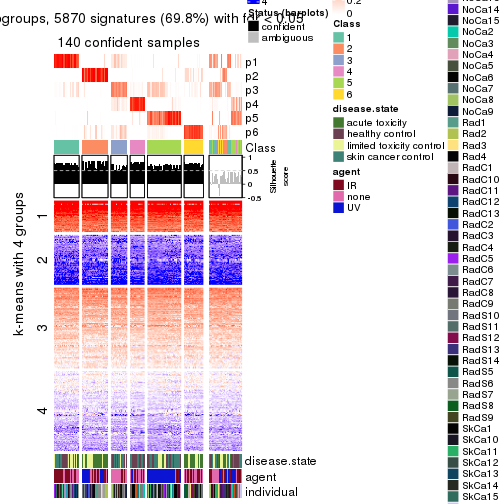 ogroups, 5870 signatures (69.8%) with fdr < 0.05
140 confident samples
p1
p2
p3
p4
p5
p6
Class
1
0.5
0
-0.5
Silhouette
score
k-means with 4 groups
1
2
3
4
disease.state
agent
individual
4
Status (barplots)
confident
ambiguous
0.2
0
Class
1
2
3
4
5
6
disease.state
acute toxicity
healthy control
limited toxicity control
skin cancer control
agent
IR
none
UV
NoCa14
NoCa15
NoCa2
NoCa3
NoCa4
NoCa5
NoCa6
NoCa7
NoCa8
NoCa9
Rad1
Rad2
Rad3
Rad4
RadC1
RadC10
RadC11
RadC12
RadC13
RadC2
RadC3
RadC4
RadC5
RadC6
RadC7
RadC8
RadC9
RadS10
RadS11
RadS12
RadS13
RadS14
RadS5
RadS6
RadS7
RadS8
RadS9
SkCa1
SkCa10
SkCa11
SkCa12
SkCa13
SkCa14
SkCa15